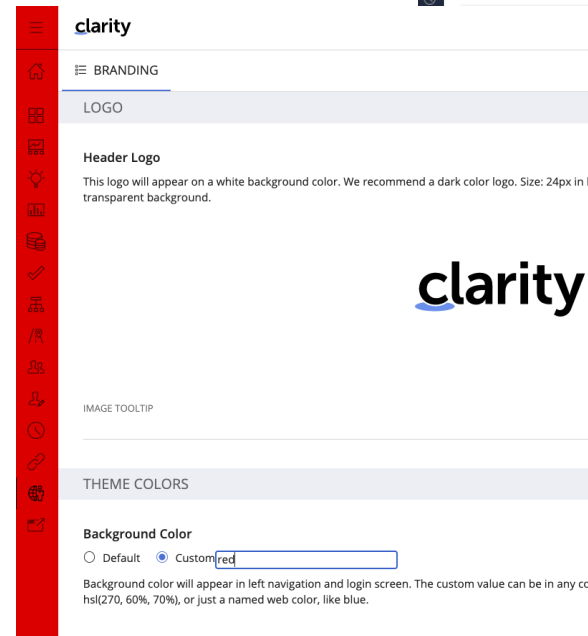 clarity
BRANDING
LOGO
Header Logo
This logo will appear on a white background color. We recommend a dark color logo. Size: 24px in
transparent background.
clarity
IMAGE TOOLTIP
THEME COLORS
Background Color
Default Custom red
Background color will appear in left navigation and login screen. The custom value can be in any
hsl(270, 60%, 70%), or just a named web color, like blue.